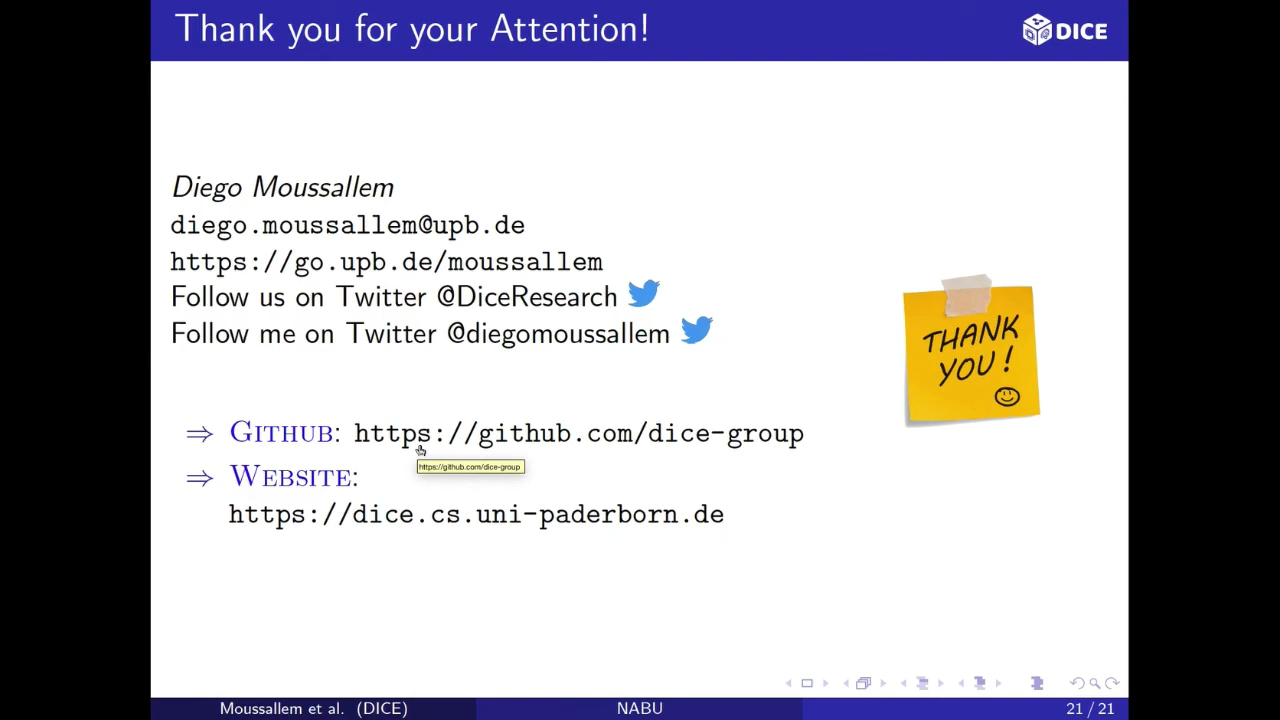 Thank you for your Attention!
DICE
Diego Moussallem
diego.moussallem@upb.de
https://go.upb.de/moussallem
Follow us on Twitter @DiceResearch
Follow me on Twitter @diegomoussallem
THANK
YOU!
⇒ GITHUB: https://github.com/dice-group
https://github.com/dice-group
⇒ WEBSITE:
https://dice.cs.uni-paderborn.de
Moussallem et al. (DICE) NABU 21 / 21